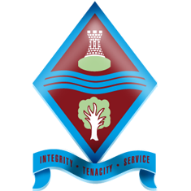 INTEGRITY · TENACITY · SERVICE